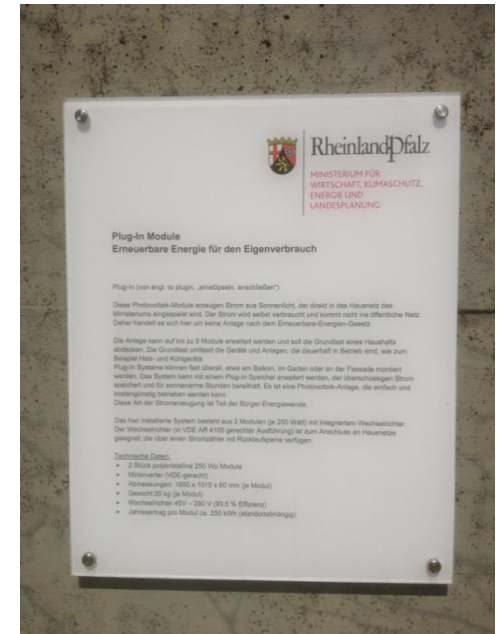 RheinlandPfalz
MINISTERIUM FÜR
WIRTSCHAFT, KLIMASCHUTZ,
ENERGIE UND
LANDESPLANUNG
Plug-In Module
Erneuerbare Energie für den Eigenverbrauch
Plug-in (von engl. to plugin. „einstöpseln, anschließen“)
Diese Photovoltaik-Module erzeugen Strom aus Sonnenlicht, der direkt in das Hausnetz des
Ministeriums eingespeist wird. Der Strom wird selbst verbraucht und kommt nicht ins öffentliche Netz.
Daher handelt es sich hier um keine Anlage nach dem Erneuerbare-Energien-Gesetz.
Die Anlage kann auf bis zu 5 Module erweitert werden und soll die Grundlast eines Haushalts
abdecken. Die Grundlast umfasst die Geräte und Anlagen, die dauerhaft in Betrieb sind, wie zum
Beispiel Heiz- und Kühlgeräte.
Plug-in Systeme können fast überall, etwa am Balkon, im Garten oder an der Fassade montiert
werden. Das System kann mit einem Plug-in Speicher erweitert werden, der überschüssigen Strom
speichert und für sonnenarme Stunden bereithält. Es ist eine Photovoltaik-Anlage, die einfach und
kostengünstig betrieben werden kann.
Diese Art der Stromerzeugung ist Teil der Bürger-Energiewende.
Das hier installierte System besteht aus 2 Modulen (je 250 Watt) mit integriertem Wechselrichter.
Der Wechselrichter (in VDE AR 4105 gerechter Ausführung) ist zum Anschluss an Hausnetze
geeignet, die über einen Stromzähler mit Rücklaufsperre verfügen.
Technische Daten:
• 2 Stück polykristalline 250 Wp Module
• Mininverter (VDE-gerecht)
• Abmessungen: 1650 x 1010 x 80 mm (je Modul)
• Gewicht:30 kg (je Modul)
• Wechselrichter 45V – 250 V (93,5 % Effizienz)
• Jahresertrag pro Modul ca. 250 kWh (standortabhängig)